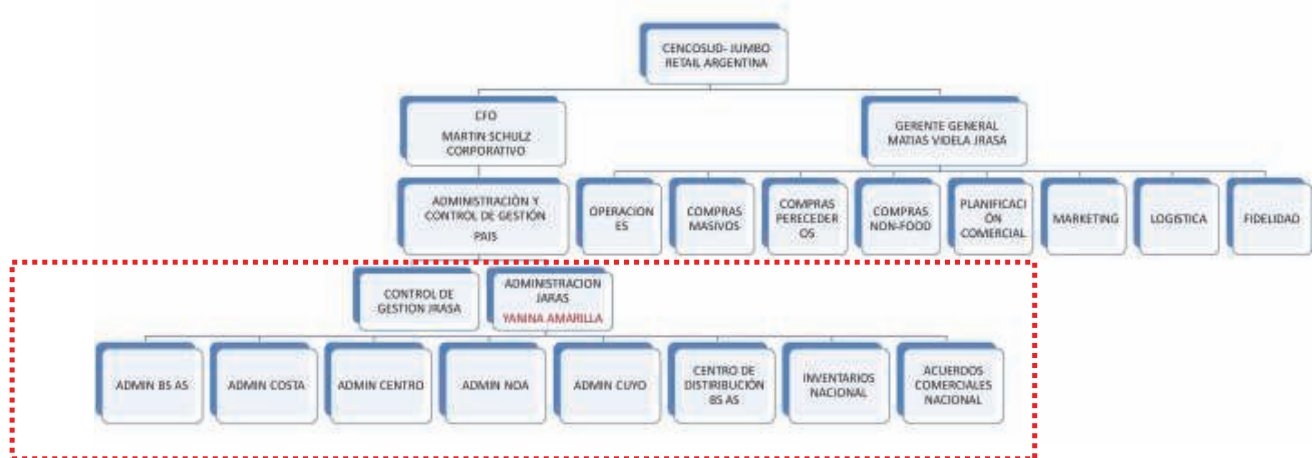 CENCOSUD- JUMBO
RETAIL ARGENTINA
CFO
MARTIN SCHULZ
CORPORATIVO
GERENTE GENERAL
MATIAS VIDELA JRASA
ADMINISTRACIÓN Y
CONTROL DE GESTIÓN
PAIS
OPERACION
ES
COMPRAS
MASIVOS
COMPRAS
PERECEDER
OS
COMPRAS
NON-FOOD
PLANIFICACI
ÓN
COMERCIAL
MARKETING
LOGISTICA
FIDELIDAD
CONTROL DE
GESTION JRASA
ADMINISTRACION
JARAS
YANINA AMARILLA
ADMIN BS AS
ADMIN COSTA
ADMIN CENTRO
ADMIN NOA
ADMIN CUYO
CENTRO DE
DISTIRIBUCIÓN
BS AS
INVENTARIOS
NACIONAL
ACUERDOS
COMERCIALES
NACIONAL